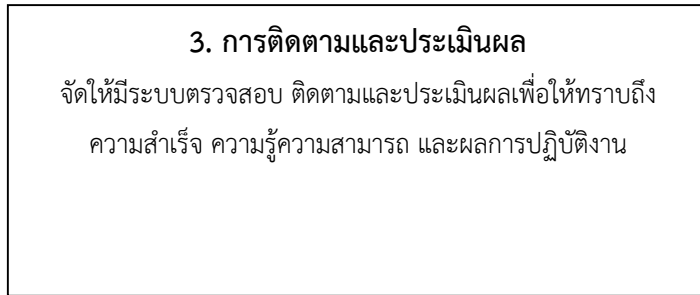 3. การติดตามและประเมินผล
จัดให้มีระบบตรวจสอบ ติดตามและประเมินผลเพื่อให้ทราบถึง
ความสำเร็จ ความรู้ความสามารถ และผลการปฏิบัติงาน